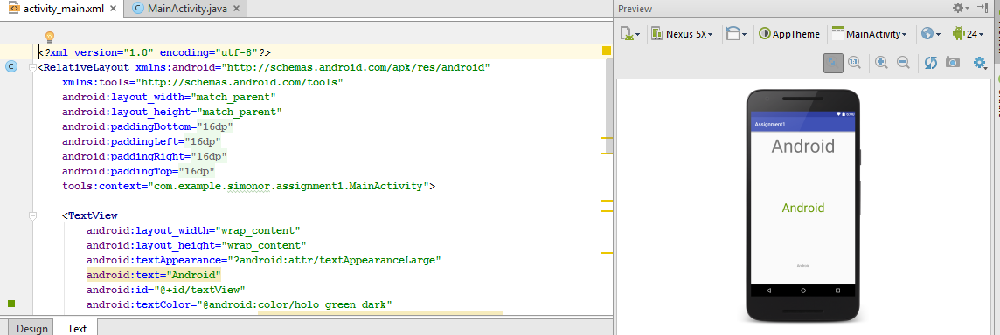 activity_main.xml MainActivity.java Preview
Nexus 5X AppTheme MainActivity 24
1:1
<?xml version="1.0" encoding="utf-8"?>
<RelativeLayout xmlns:android="http://schemas.android.com/apk/res/android"
xmlns:tools="http://schemas.android.com/tools"
android:layout_width="match_parent"
android:layout_height="match_parent"
android:paddingBottom="16dp"
android:paddingLeft="16dp"
android:paddingRight="16dp"
android:paddingTop="16dp"
tools:context="com.example.simonor.assignment1.MainActivity">
<TextView
android:layout_width="wrap_content"
android:layout_height="wrap_content"
android:textAppearance="?android:attr/textAppearanceLarge"
android:text="Android"
android:id="@+id/textView"
android:textColor="@android:color/holo_green_dark"
Design Text
6:00
Assignment1
Android
Android
Android